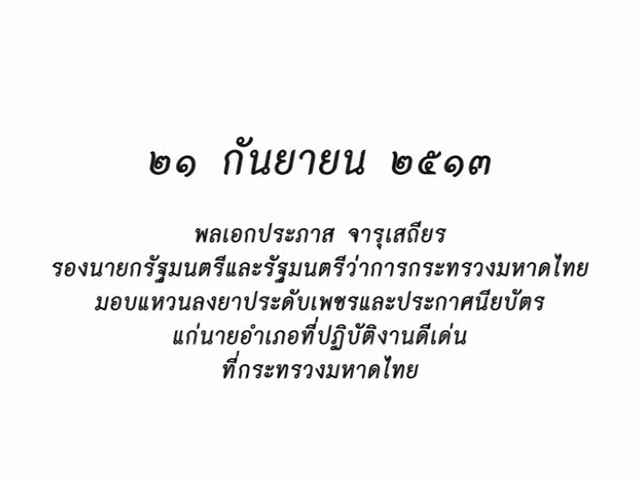 ๒๑ กันยายน ๒๕๑๓
พลเอกประภาส จารุเสถียร
รองนายกรัฐมนตรีและรัฐมนตรีว่าการกระทรวงมหาดไทย
มอบแหวนลงยาประดับเพชรและประกาศนียบัตร
แก่นายอำเภอที่ปฏิบัติงานดีเด่น
ที่กระทรวงมหาดไทย